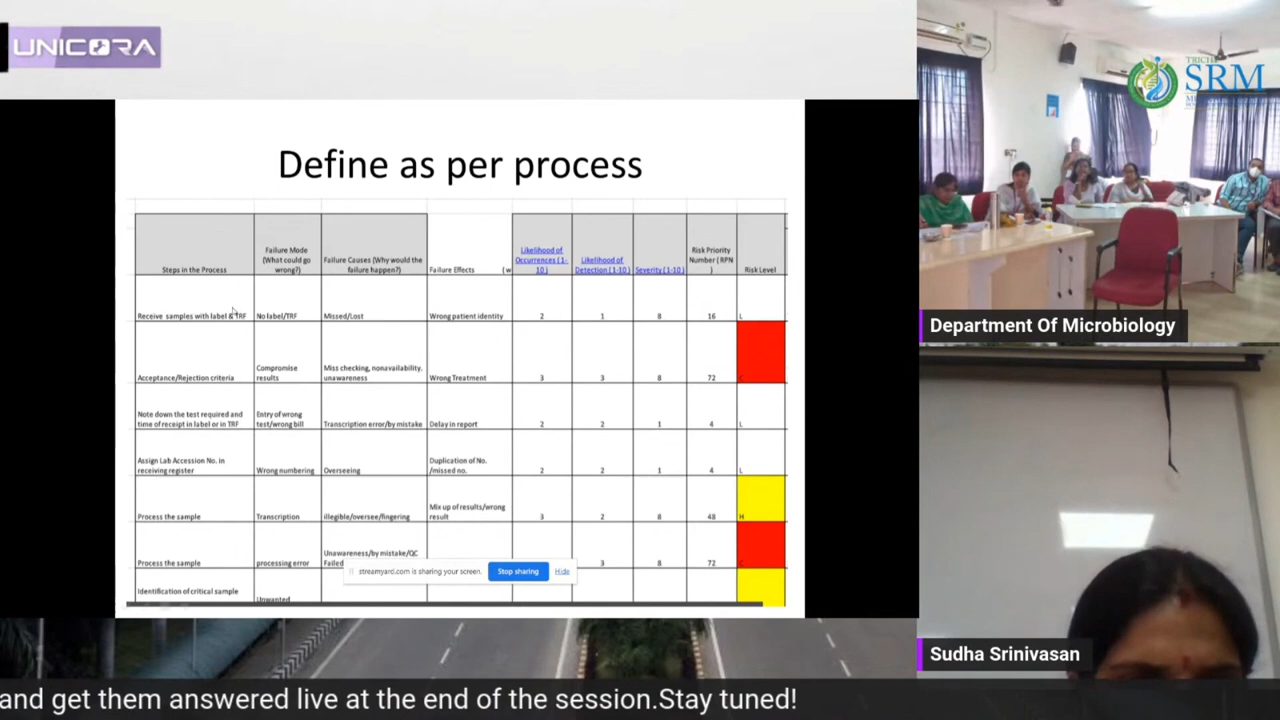 UNICORA
TRICHY
SRM
Define as per process
Steps in the Process
Failure Mode
(What could go
wrong?)
Failure Causes (Why would the
failure happen?)
Failure Effects (w
Likelihood of
Occurrences (1-
10)
Likelihood of
Detection (1-10)
Severity (1-10)
Risk Priority
Number (RPN
)
Risk Level
Receive samples with label & TRF
No label/TRF
Missed/Lost
Wrong patient identity
2
1
8
16
L
Acceptance/Rejection criteria
Compromise
results
Miss checking, nonavailability.
unawareness
Wrong Treatment
3
3
8
72
Note down the test required and
time of receipt in label or in TRF
Entry of wrong
test/wrong bill
Transcription error/by mistake
Delay in report
2
2
1
4
L
Assign Lab Accession No. in
receiving register
Wrong numbering
Overseeing
Duplication of No.
/missed no.
2
2
1
4
L
Process the sample
Transcription
illegible/oversee/fingering
Mix up of results/wrong
result
3
2
8
48
H
Process the sample
processing error
Unawareness/by mistake/QC
Failed
3
8
72
Identification of critical sample
Unwanted
streamyard.com is sharing your screen.
Stop sharing
Hide
Department Of Microbiology
Sudha Srinivasan
and get them answered live at the end of the session.Stay tuned!